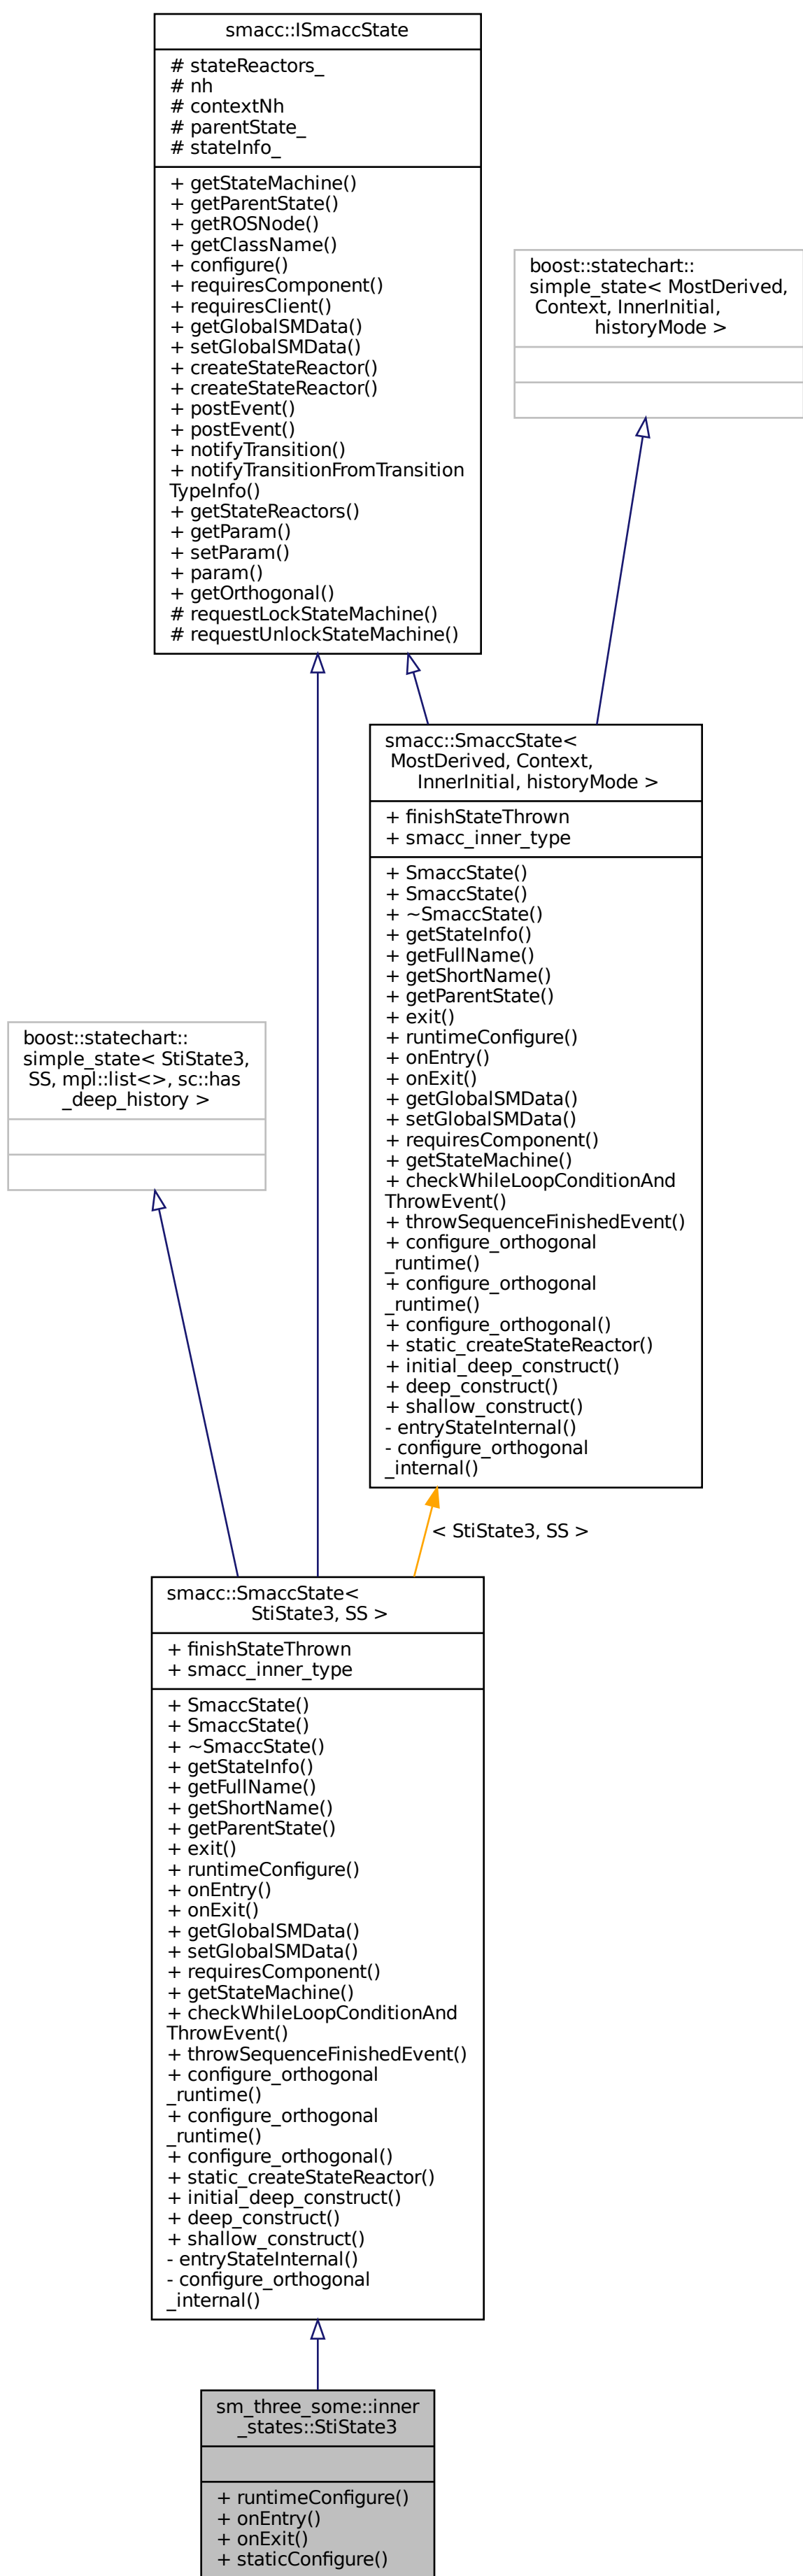 smacc::ISmaccState
# stateReactors_
# nh
# contextNh
# parentState_
# stateInfo_
+ getStateMachine()
+ getParentState()
+ getROSNode()
+ getClassName()
+ configure()
+ requiresComponent()
+ requiresClient()
+ getGlobalSMData()
+ setGlobalSMData()
+ createStateReactor()
+ createStateReactor()
+ postEvent()
+ postEvent()
+ notifyTransition()
+ notifyTransitionFromTransition
TypeInfo()
+ getStateReactors()
+ getParam()
+ setParam()
+ param()
+ getOrthogonal()
# requestLockStateMachine()
# requestUnlockStateMachine()
boost::statechart::
simple_state< MostDerived,
Context, InnerInitial,
historyMode >
smacc::SmaccState<
MostDerived, Context,
InnerInitial, historyMode >
+ finishStateThrown
+ smacc_inner_type
+ SmaccState()
+ SmaccState()
+ ~SmaccState()
+ getStateInfo()
+ getFullName()
+ getShortName()
+ getParentState()
+ exit()
+ runtimeConfigure()
+ onEntry()
+ onExit()
+ getGlobalSMData()
+ setGlobalSMData()
+ requiresComponent()
+ getStateMachine()
+ checkWhileLoopConditionAnd
ThrowEvent()
+ throwSequenceFinishedEvent()
+ configure_orthogonal
_runtime()
+ configure_orthogonal
_runtime()
+ configure_orthogonal()
+ static_createStateReactor()
+ initial_deep_construct()
+ deep_construct()
+ shallow_construct()
- entryStateInternal()
- configure_orthogonal
_internal()
boost::statechart::
simple_state< StiState3,
SS, mpl::list<>, sc::has
_deep_history >
< StiState3, SS >
smacc::SmaccState<
StiState3, SS >
+ finishStateThrown
+ smacc_inner_type
+ SmaccState()
+ SmaccState()
+ ~SmaccState()
+ getStateInfo()
+ getFullName()
+ getShortName()
+ getParentState()
+ exit()
+ runtimeConfigure()
+ onEntry()
+ onExit()
+ getGlobalSMData()
+ setGlobalSMData()
+ requiresComponent()
+ getStateMachine()
+ checkWhileLoopConditionAnd
ThrowEvent()
+ throwSequenceFinishedEvent()
+ configure_orthogonal
_runtime()
+ configure_orthogonal
_runtime()
+ configure_orthogonal()
+ static_createStateReactor()
+ initial_deep_construct()
+ deep_construct()
+ shallow_construct()
- entryStateInternal()
- configure_orthogonal
_internal()
sm_three_some::inner
_states::StiState3
+ runtimeConfigure()
+ onEntry()
+ onExit()
+ staticConfigure()